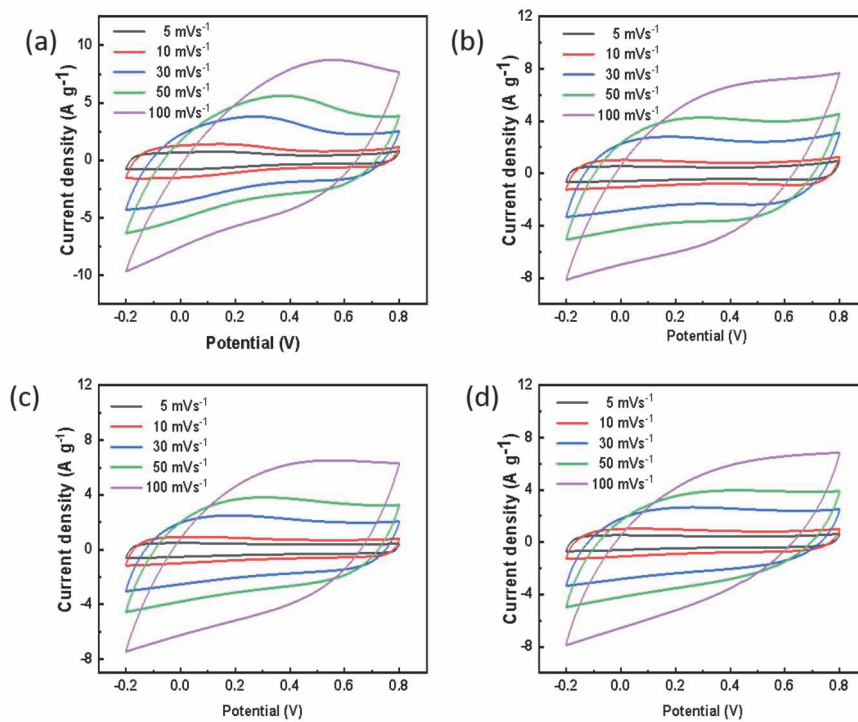 (a)
5 mVs⁻¹
10 mVs⁻¹
30 mVs⁻¹
50 mVs⁻¹
100 mVs⁻¹
10
5
0
-5
-10
Current density (A g⁻¹)
-0.2 0.0 0.2 0.4 0.6 0.8
Potential (V)
(b)
5 mVs⁻¹
10 mVs⁻¹
30 mVs⁻¹
50 mVs⁻¹
100 mVs⁻¹
12
8
4
0
-4
-8
Current density (A g⁻¹)
-0.2 0.0 0.2 0.4 0.6 0.8
Potential (V)
(c)
5 mVs⁻¹
10 mVs⁻¹
30 mVs⁻¹
50 mVs⁻¹
100 mVs⁻¹
12
8
4
0
-4
-8
Current density (A g⁻¹)
-0.2 0.0 0.2 0.4 0.6 0.8
Potential (V)
(d)
5 mVs⁻¹
10 mVs⁻¹
30 mVs⁻¹
50 mVs⁻¹
100 mVs⁻¹
12
8
4
0
-4
-8
Current density (A g⁻¹)
-0.2 0.0 0.2 0.4 0.6 0.8
Potential (V)